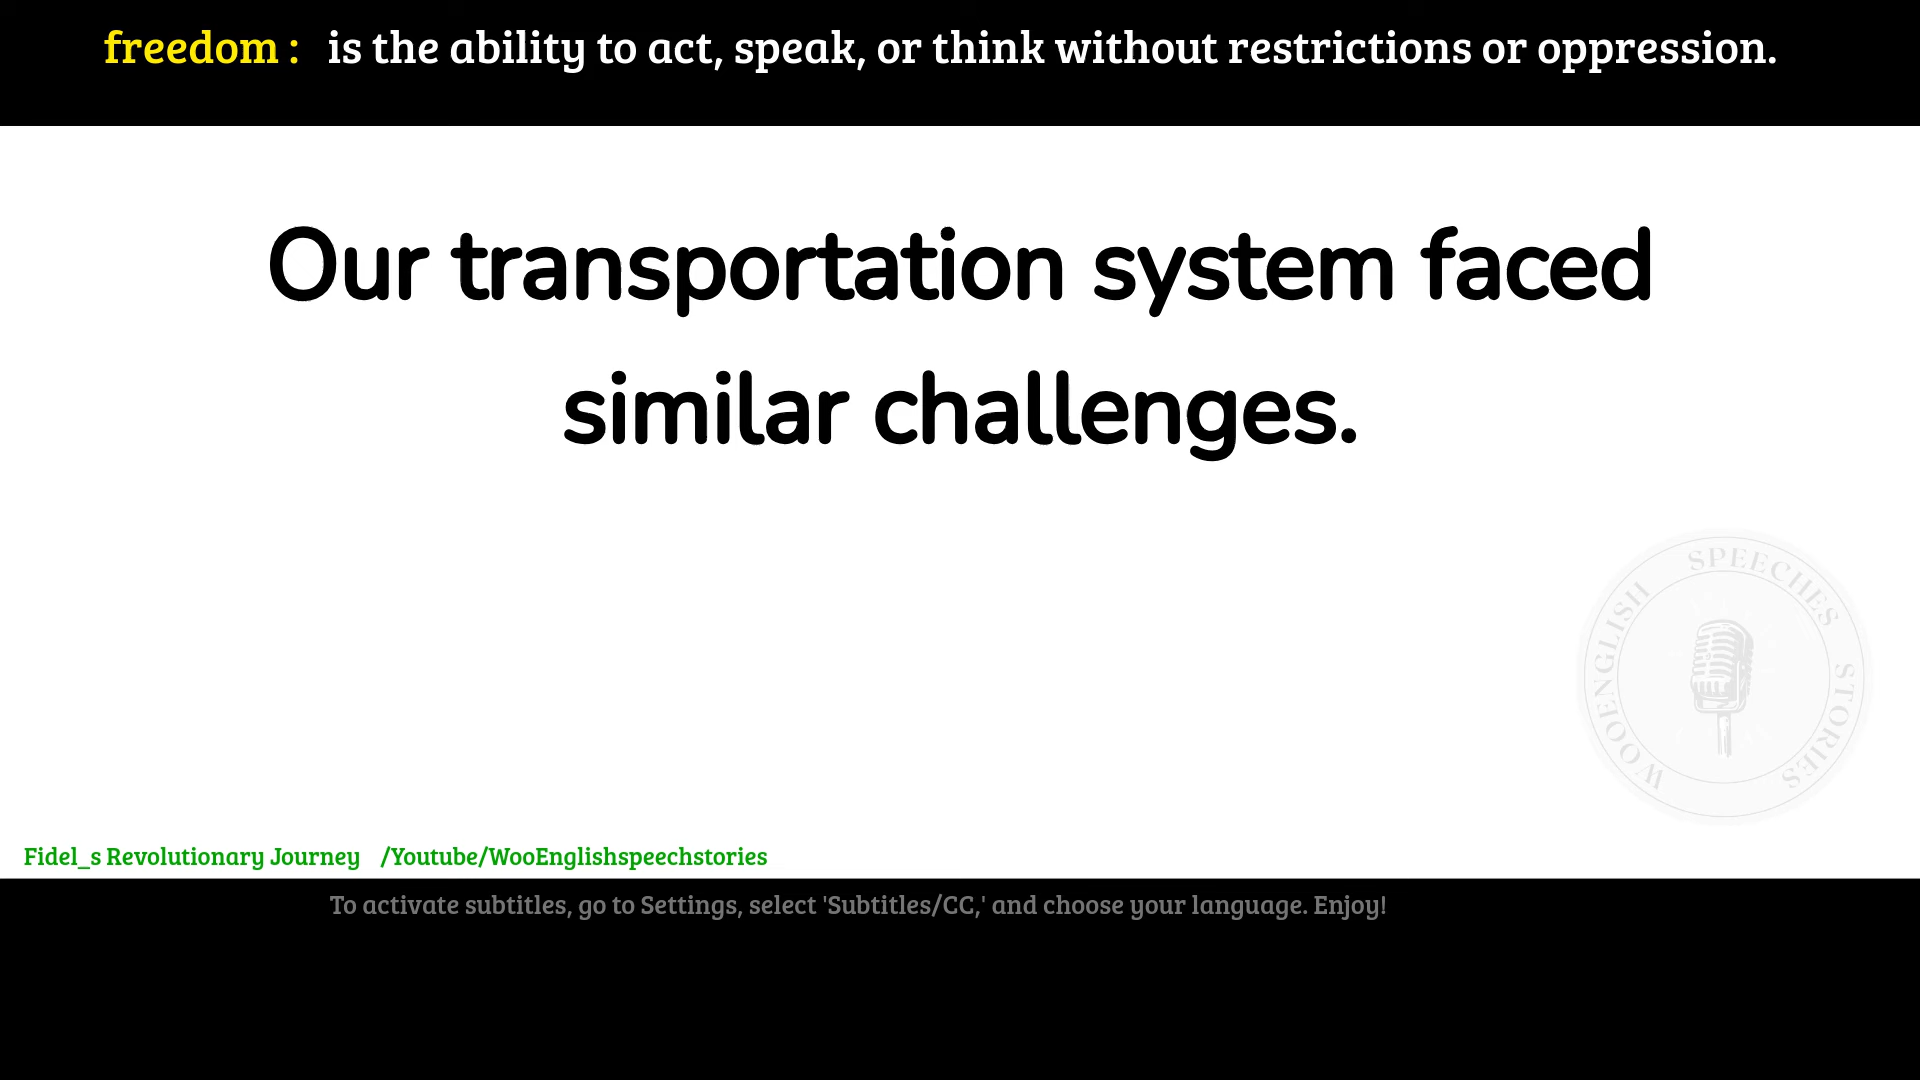 freedom : is the ability to act, speak, or think without restrictions or oppression.
Our transportation system faced
similar challenges.
WOOENGLISH SPEECHES STORIES
Fidel_s Revolutionary Journey /Youtube/WooEnglishspeechstories
To activate subtitles, go to Settings, select 'Subtitles/CC,' and choose your language. Enjoy!